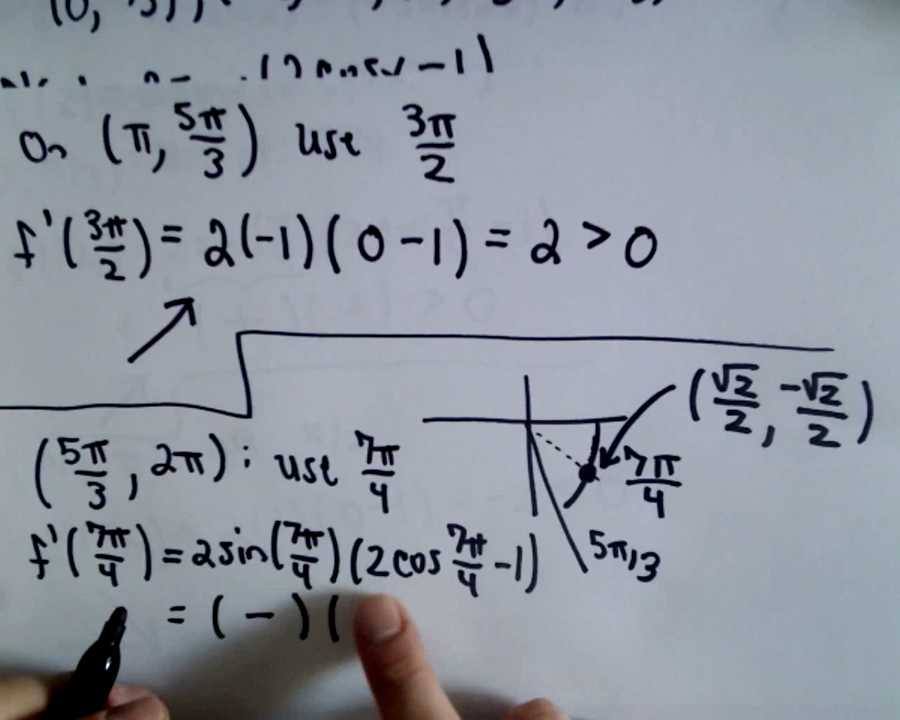 On (π, 5π/3) use 3π/2
f'(3π/2) = 2(-1)(0-1) = 2 > 0
(√2/2, -√2/2)
(5π/3, 2π): use 7π/4
7π/4
5π/3
f'(7π/4) = 2sin(7π/4)(2cos 7π/4 -1)
= (-)(